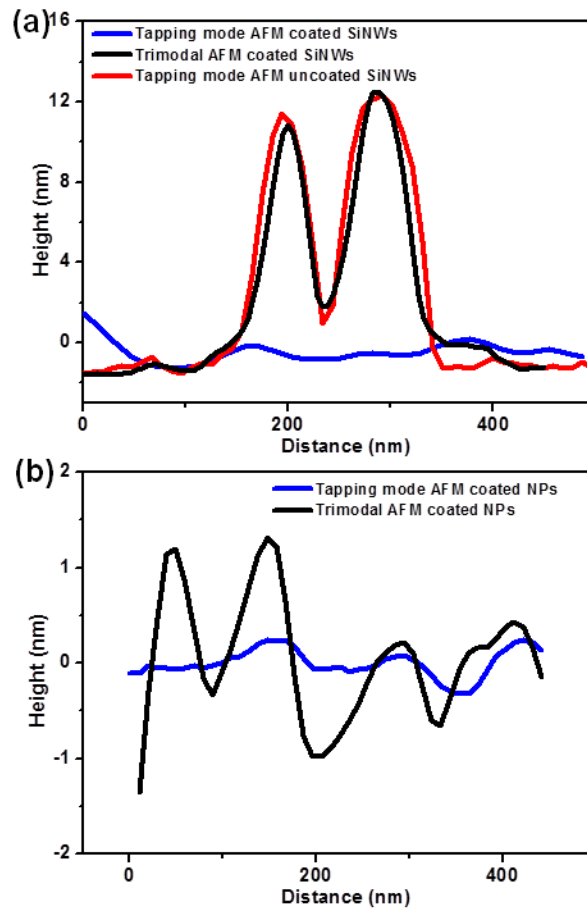 (a)
Tapping mode AFM coated SiNWs
Trimodal AFM coated SiNWs
Tapping mode AFM uncoated SiNWs
16
12
8
4
0
Height (nm)
0 200 400
Distance (nm)
(b)
Tapping mode AFM coated NPs
Trimodal AFM coated NPs
2
1
0
-1
-2
Height (nm)
0 200 400
Distance (nm)